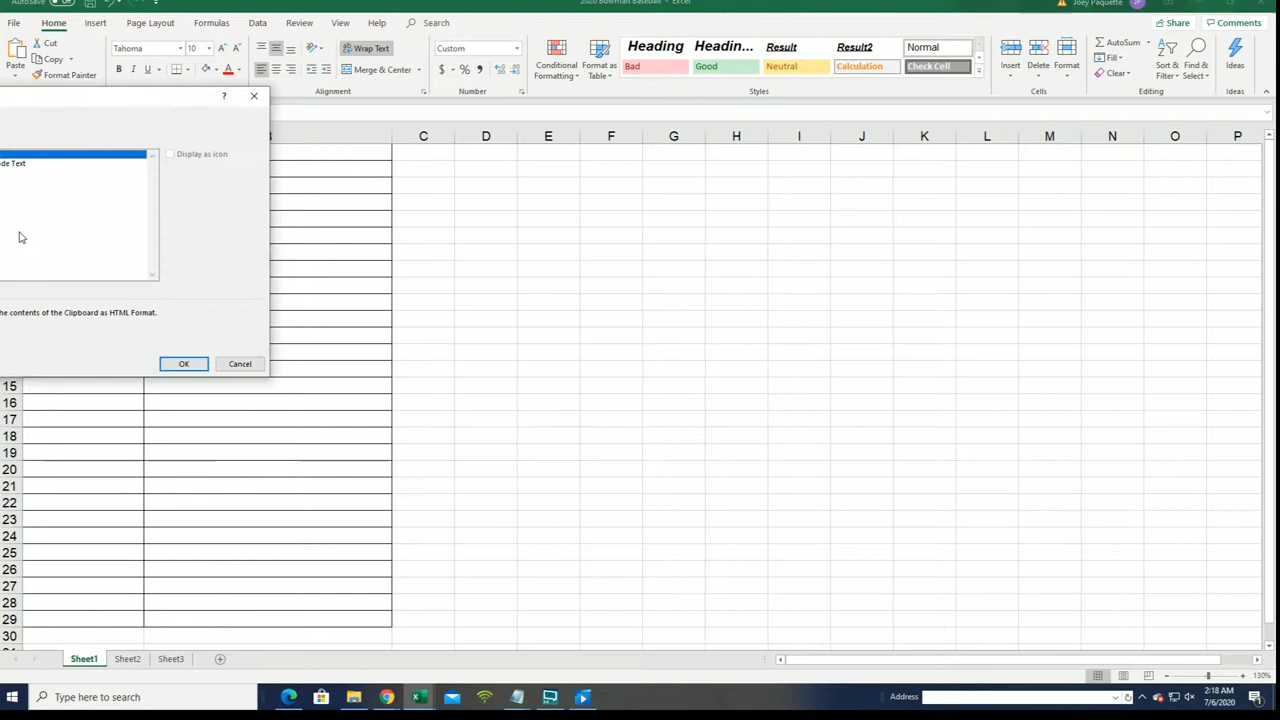 AutoSave
2020 Bowman Baseball - Excel
Joey Paquette
JP
File Home Insert Page Layout Formulas Data Review View Help Search
Share Comments
Paste
Cut
Copy
Format Painter
Tahoma 10
B I U
Wrap Text
Merge & Center
Alignment
Custom
$ % ,
Number
Conditional Formatting
Format as Table
Heading Headin... Result Result2 Normal
Bad Good Neutral Calculation Check Cell
Styles
Insert Delete Format
Cells
AutoSum
Fill
Clear
Sort & Filter
Find & Select
Editing
Ideas
Ideas
?
Display as icon
de Text
he contents of the Clipboard as HTML Format.
OK Cancel
C D E F G H I J K L M N O P
15
16
17
18
19
20
21
22
23
24
25
26
27
28
29
30
Sheet1 Sheet2 Sheet3
130%
Type here to search
Address
2:18 AM
7/6/2020